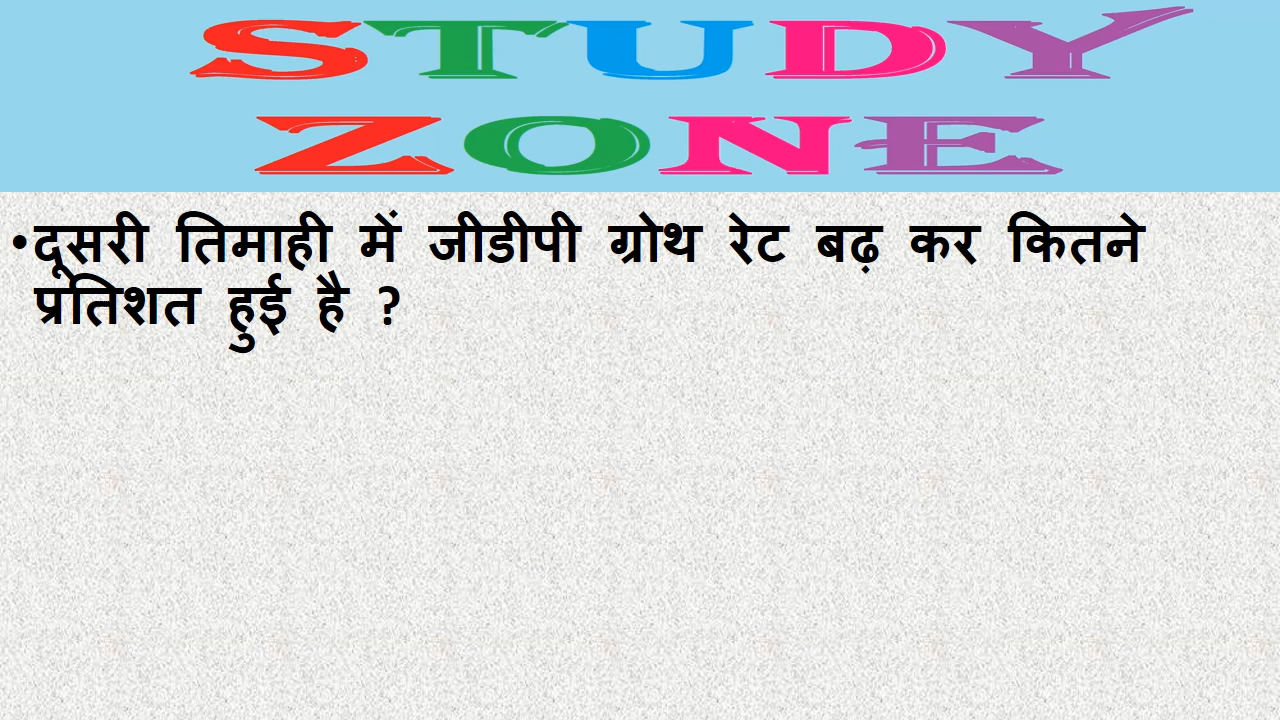 STUDY
ZONE
•दूसरी तिमाही में जीडीपी ग्रोथ रेट बढ़ कर कितने
प्रतिशत हुई है ?